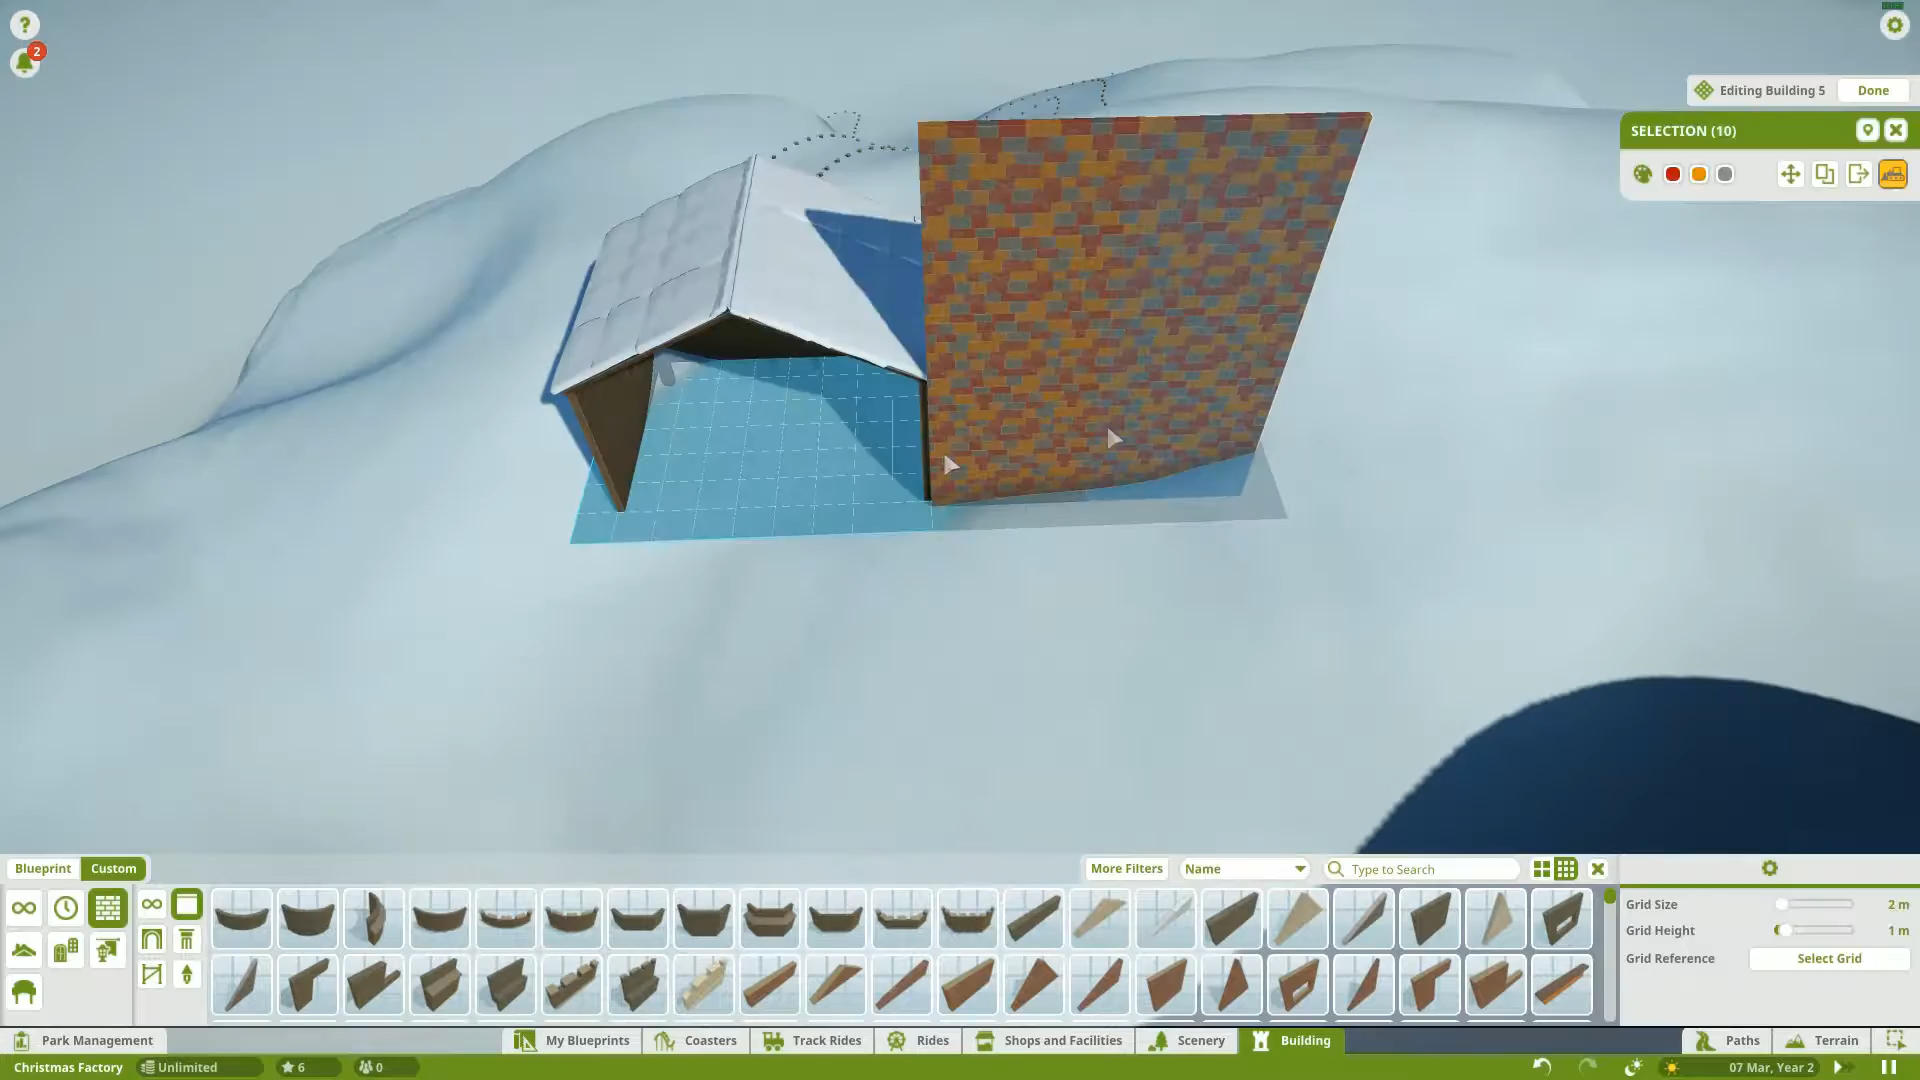 ?
2
Editing Building 5
Done
SELECTION (10)
Blueprint
Custom
More Filters
Name
Type to Search
Grid Size
2 m
Grid Height
1 m
Grid Reference
Select Grid
Park Management
My Blueprints
Coasters
Track Rides
Rides
Shops and Facilities
Scenery
Building
Paths
Terrain
Christmas Factory
Unlimited
6
0
07 Mar, Year 2